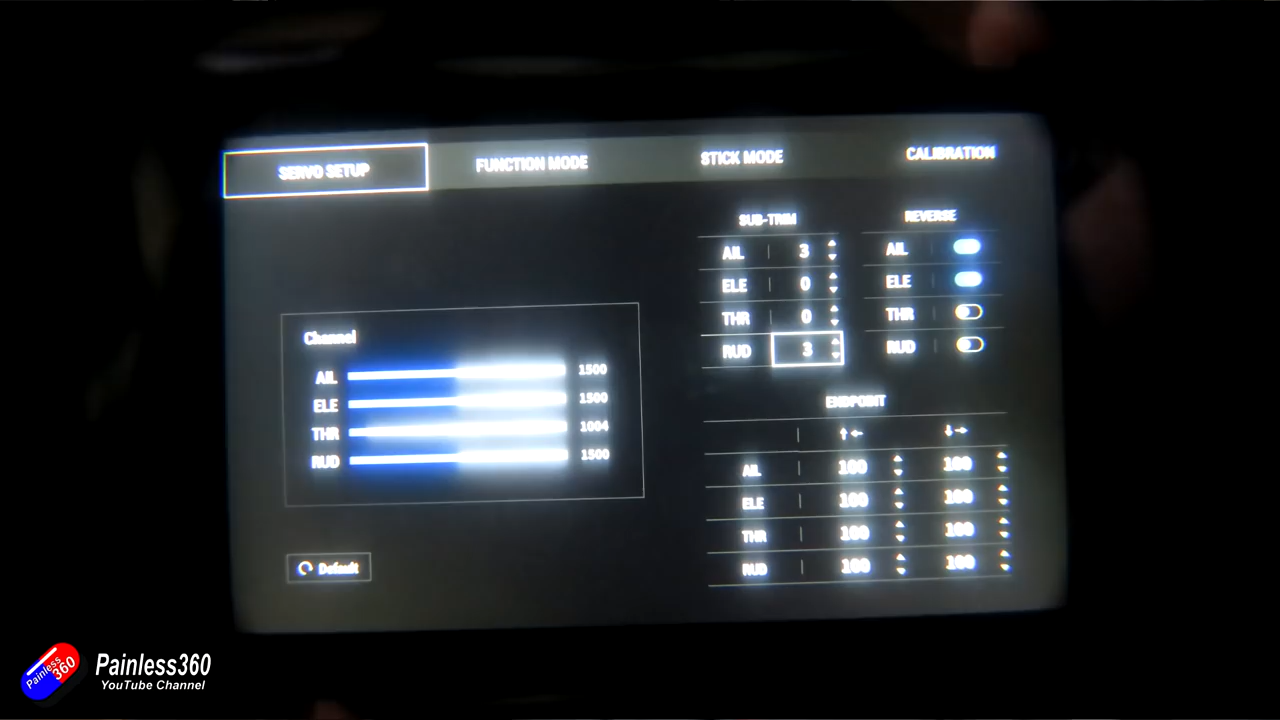 SERVO SETUP FUNCTION MODE STICK MODE CALIBRATION
SUB-TRIM
AIL 3
ELE 0
THR 0
RUD 3
REVERSE
AIL
ELE
THR
RUD
Channel
AIL 1500
ELE 1500
THR 1004
RUD 1500
Default
ENDPOINT
↑← ↓→
AIL 100 100
ELE 100 100
THR 100 100
RUD 100 100
Painless 360
Painless360
YouTube Channel